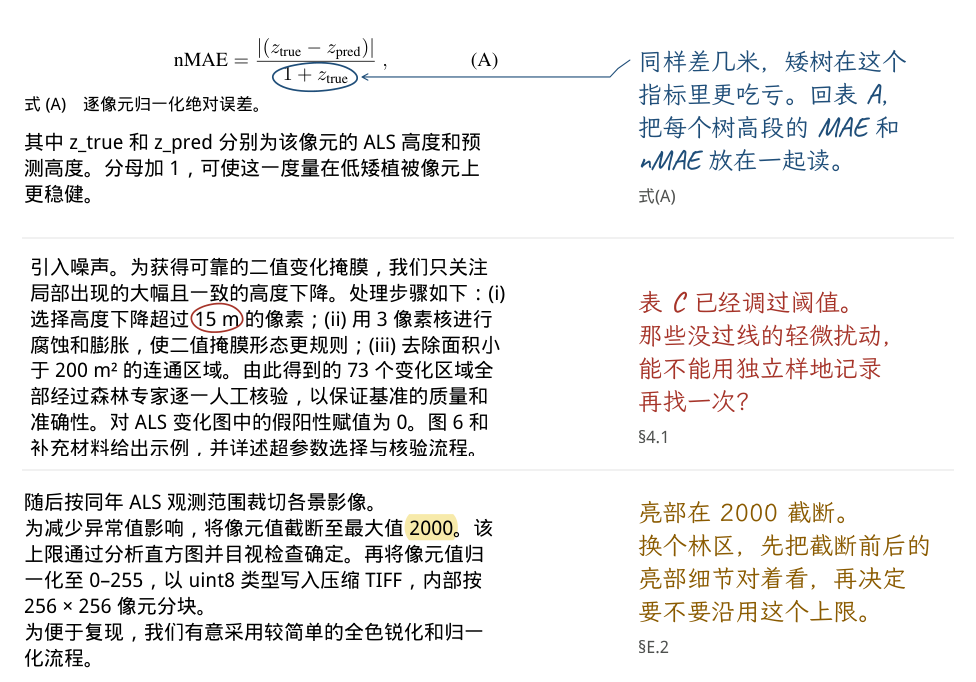 nMAE = |(z_true − z_pred)| / (1 + z_true) , (A)
式 (A) 逐像元归一化绝对误差。
其中 z_true 和 z_pred 分别为该像元的 ALS 高度和预
测高度。分母加 1，可使这一度量在低矮植被像元上
更稳健。
同样差几米，矮树在这个
指标里更吃亏。回表 A,
把每个树高段的 MAE 和
nMAE 放在一起读。
式(A)
引入噪声。为获得可靠的二值变化掩膜，我们只关注
局部出现的大幅且一致的高度下降。处理步骤如下：(i)
选择高度下降超过 15 m 的像素；(ii) 用 3 像素核进行
腐蚀和膨胀，使二值掩膜形态更规则；(iii) 去除面积小
于 200 m² 的连通区域。由此得到的 73 个变化区域全
部经过森林专家逐一人工核验，以保证基准的质量和
准确性。对 ALS 变化图中的假阳性赋值为 0。图 6 和
补充材料给出示例，并详述超参数选择与核验流程。
表 C 已经调过阈值。
那些没过线的轻微扰动，
能不能用独立样地记录
再找一次？
§4.1
随后按同年 ALS 观测范围裁切各景影像。
为减少异常值影响，将像元值截断至最大值 2000。该
上限通过分析直方图并目视检查确定。再将像元值归
一化至 0–255，以 uint8 类型写入压缩 TIFF，内部按
256 × 256 像元分块。
为便于复现，我们有意采用较简单的全色锐化和归一
化流程。
亮部在 2000 截断。
换个林区，先把截断前后的
亮部细节对着看，再决定
要不要沿用这个上限。
§E.2